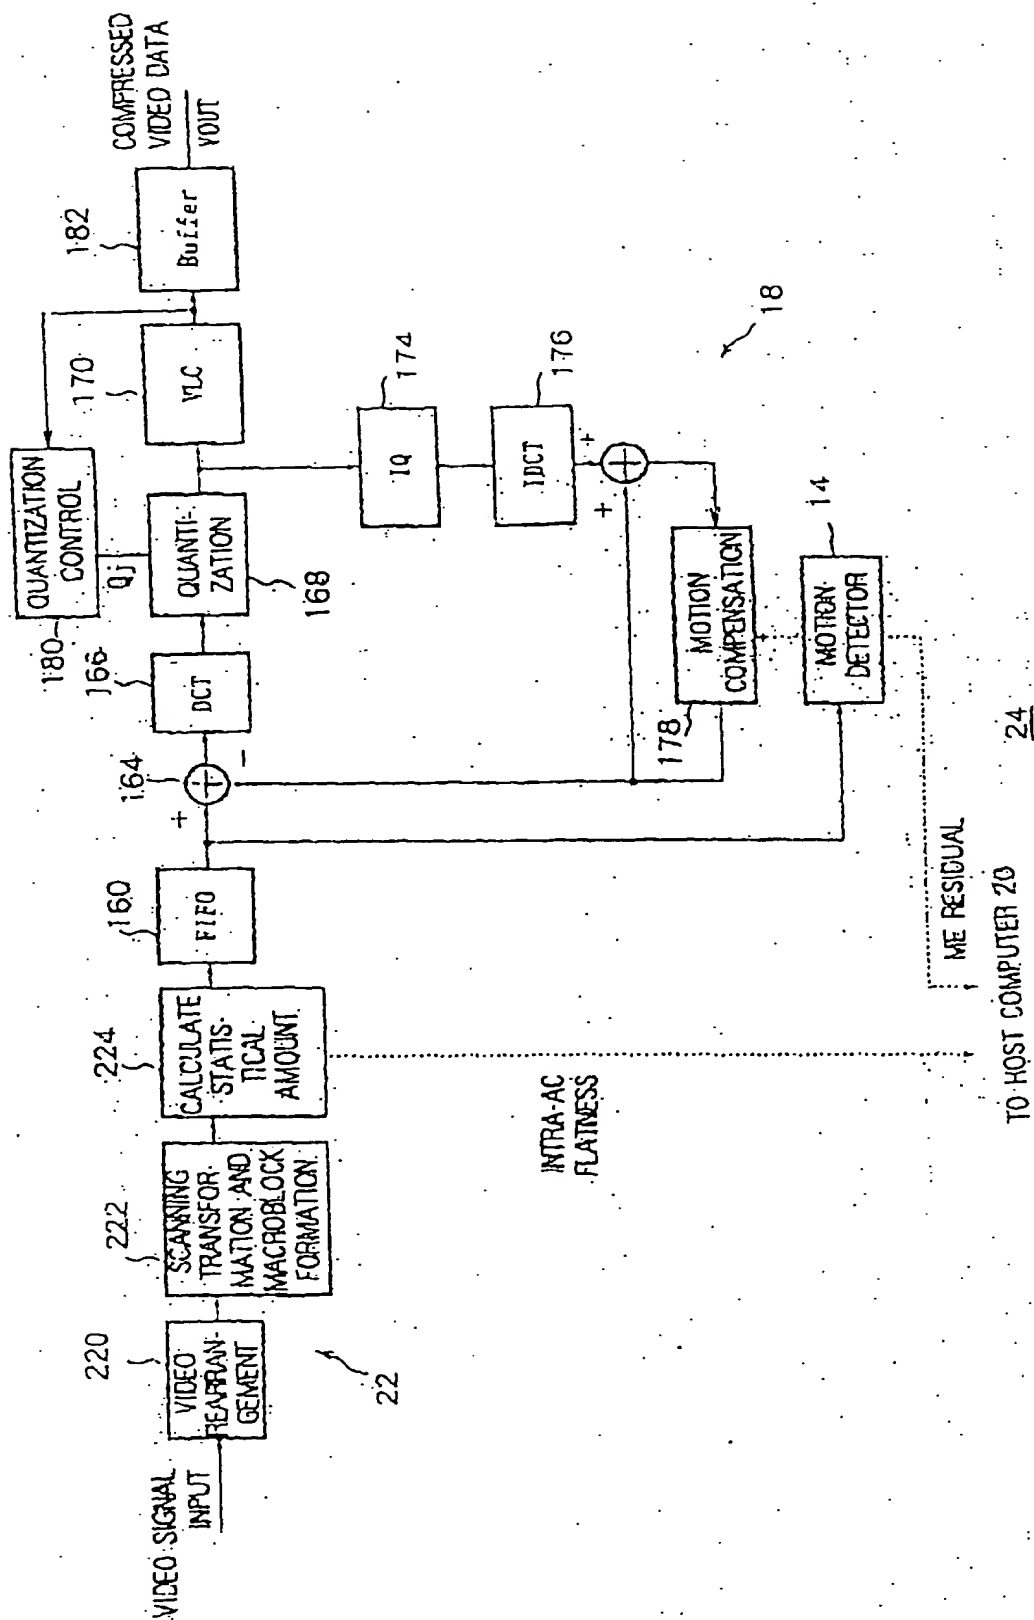 VIDEO SIGNAL
INPUT
220
VIDEO
REARRAN-
GEMENT
22
222
SCANNING
TRANSFOR-
MATION AND
MACROBLOCK
FORMATION
224
CALCULATE
STATIS-
TICAL
AMOUNT
INTRA-AC
FLATNESS
160
FIFO
164
+
-
166
DCT
180
QUANTIZATION
CONTROL
Qj
QUANTI-
ZATION
168
170
VLC
182
Buffer
COMPRESSED
VIDEO DATA
VOUT
IQ
174
IDCT
176
+
+
18
MOTION
COMPENSATION
178
14
MOTION
DETECTOR
ME RESIDUAL
TO HOST COMPUTER 20
24